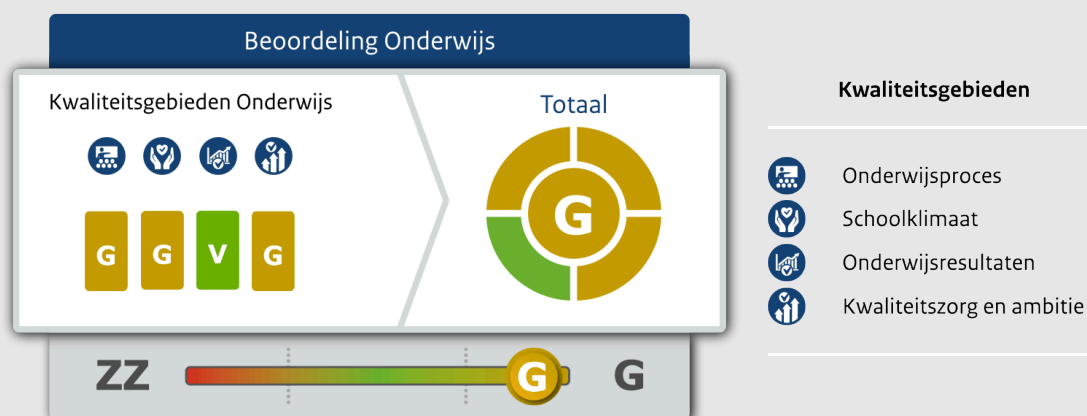 Beoordeling Onderwijs
Kwaliteitsgebieden Onderwijs
G G V G
Totaal
G
ZZ G G
Kwaliteitsgebieden
Onderwijsproces
Schoolklimaat
Onderwijsresultaten
Kwaliteitszorg en ambitie